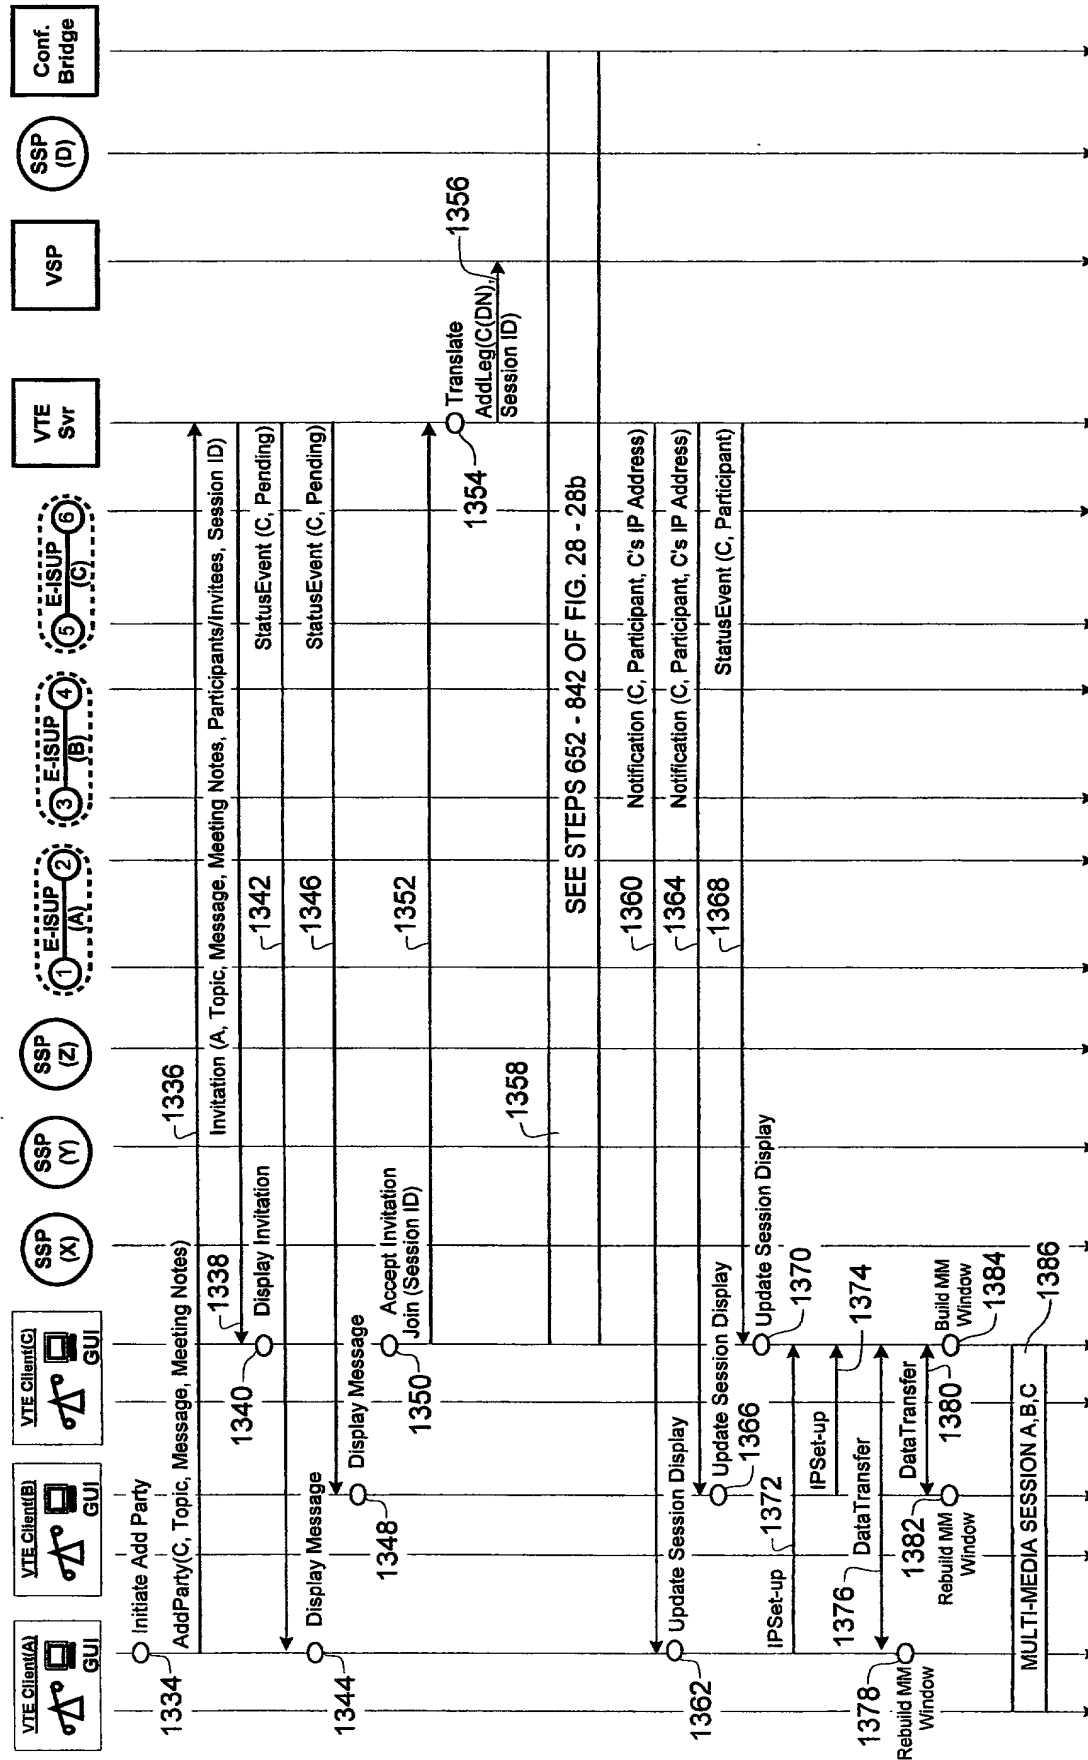 VTE Client(A)
GUI
VTE Client(B)
GUI
VTE Client(C)
GUI
SSP
(X)
SSP
(Y)
SSP
(Z)
1
E-ISUP
(A)
2
3
E-ISUP
(B)
4
5
E-ISUP
(C)
6
VTE
Svr
VSP
SSP
(D)
Conf.
Bridge
Initiate Add Party
1334
AddParty(C, Topic, Message, Meeting Notes)
1336
Invitation (A, Topic, Message, Meeting Notes, Participants/Invitees, Session ID)
1338
Display Invitation
1340
StatusEvent (C, Pending)
1342
Display Message
1344
StatusEvent (C, Pending)
1346
Display Message
1348
Accept Invitation
Join (Session ID)
1350
1352
Translate
1354
AddLeg(C(DN),
Session ID)
1356
1358
SEE STEPS 652 - 842 OF FIG. 28 - 28b
Notification (C, Participant, C's IP Address)
1360
Update Session Display
1362
Notification (C, Participant, C's IP Address)
1364
Update Session Display
1366
StatusEvent (C, Participant)
1368
Update Session Display
1370
IPSet-up
1372
IPSet-up
1374
DataTransfer
1376
Rebuild MM
Window
1378
DataTransfer
1380
Rebuild MM
Window
1382
Build MM
Window
1384
MULTI-MEDIA SESSION A,B,C
1386